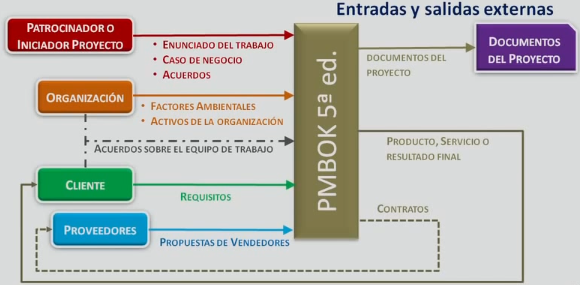 Entradas y salidas externas
PATROCINADOR O
INICIADOR PROYECTO
• ENUNCIADO DEL TRABAJO
• CASO DE NEGOCIO
• ACUERDOS
ORGANIZACIÓN
• FACTORES AMBIENTALES
• ACTIVOS DE LA ORGANIZACIÓN
ACUERDOS SOBRE EL EQUIPO DE TRABAJO
CLIENTE
REQUISITOS
PROVEEDORES
PROPUESTAS DE VENDEDORES
PMBOK 5ª ed.
DOCUMENTOS DEL
PROYECTO
DOCUMENTOS
DEL PROYECTO
PRODUCTO, SERVICIO O
RESULTADO FINAL
CONTRATOS